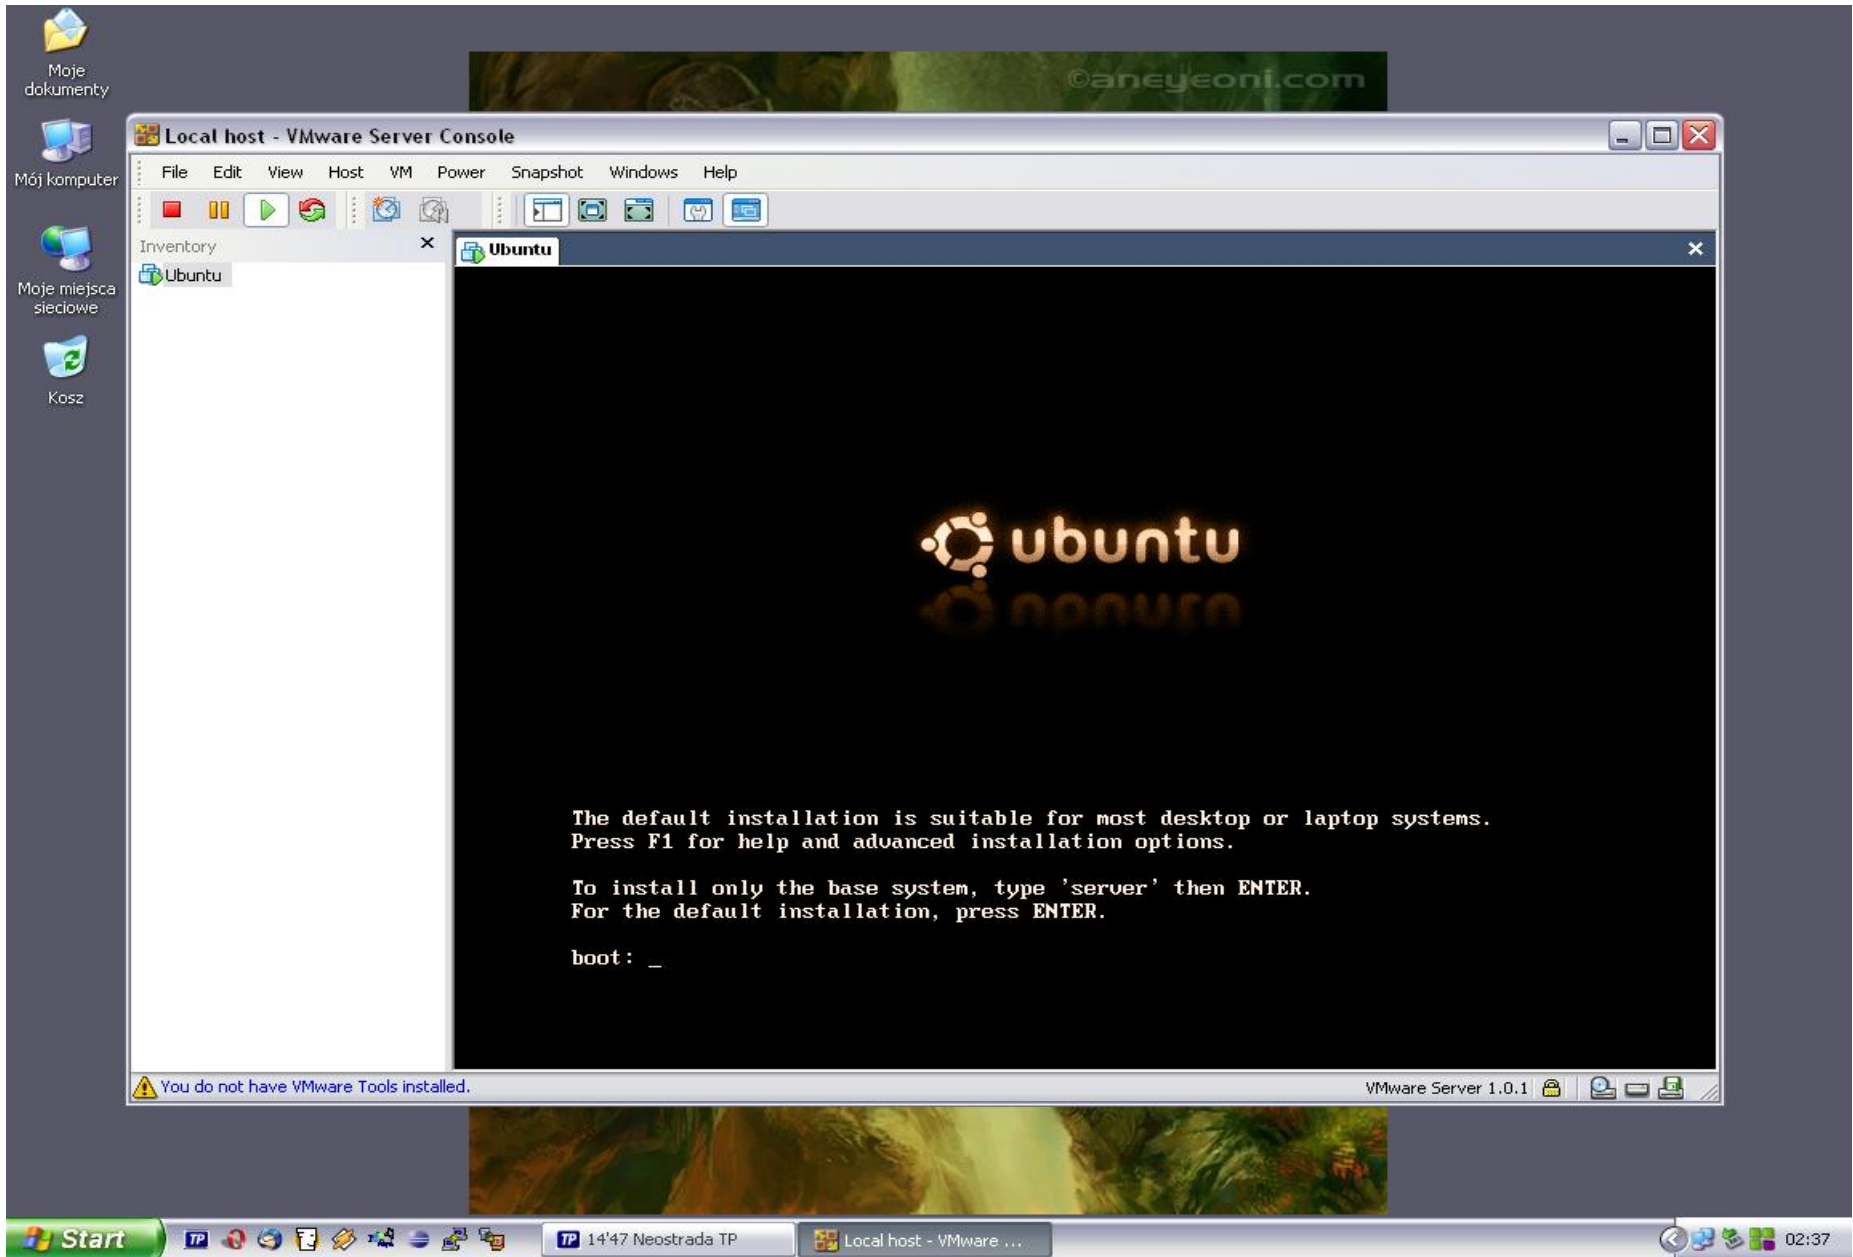 Moje
dokumenty
©aneyeoni.com
Local host - VMware Server Console
File Edit View Host VM Power Snapshot Windows Help
Mój komputer
Inventory
Ubuntu
Ubuntu
Moje miejsca
sieciowe
Kosz
ubuntu
The default installation is suitable for most desktop or laptop systems.
Press F1 for help and advanced installation options.
To install only the base system, type 'server' then ENTER.
For the default installation, press ENTER.
boot: _
You do not have VMware Tools installed.
VMware Server 1.0.1
Start
TP
TP 14'47 Neostrada TP
Local host - VMware ...
02:37